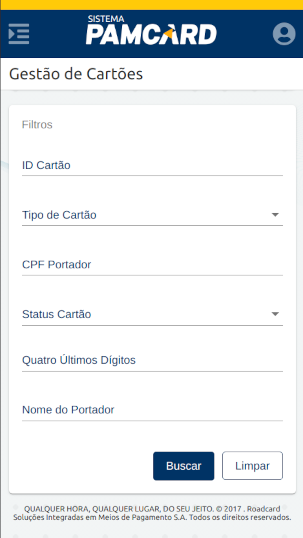 SISTEMA
PAMCARD
Gestão de Cartões
Filtros
ID Cartão
Tipo de Cartão
CPF Portador
Status Cartão
Quatro Últimos Dígitos
Nome do Portador
Buscar
Limpar
QUALQUER HORA, QUALQUER LUGAR, DO SEU JEITO. © 2017 . Roadcard
Soluções Integradas em Meios de Pagamento S.A. Todos os direitos reservados.